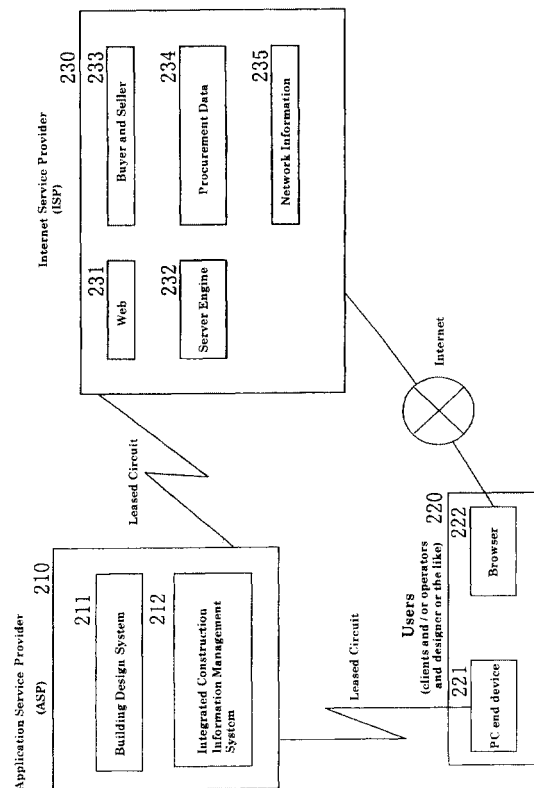 Application Service Provider
(ASP)
210
211
Building Design System
212
Integrated Construction
Information Management
System
Leased Circuit
Internet Service Provider
(ISP)
230
231
Web
233
Buyer and Seller
232
Server Engine
234
Procurement Data
235
Network Information
Leased Circuit
Users
(clients and / or operators
and designer or the like)
220
221
PC end device
222
Browser
Internet